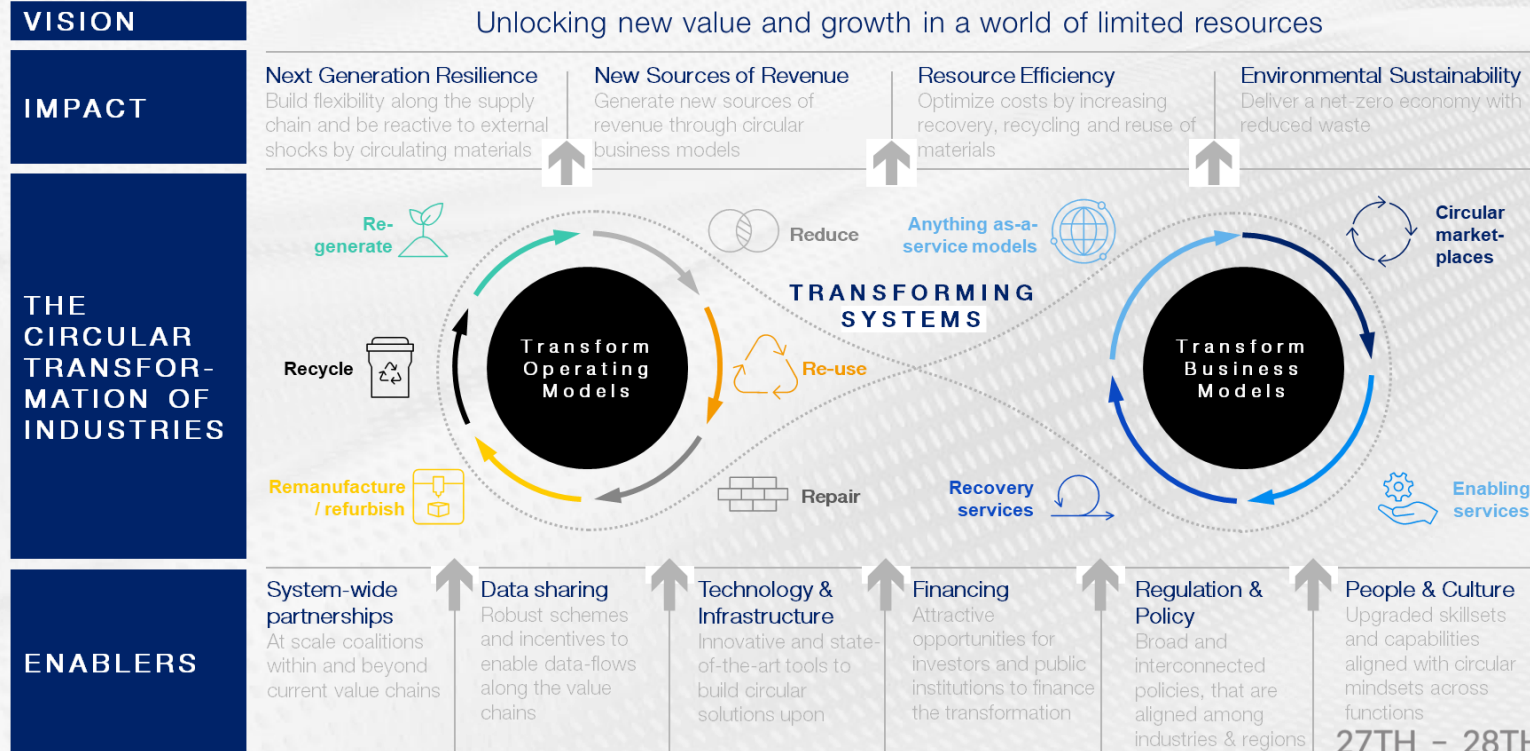 VISION
Unlocking new value and growth in a world of limited resources
IMPACT
Next Generation Resilience
Build flexibility along the supply
chain and be reactive to external
shocks by circulating materials
New Sources of Revenue
Generate new sources of
revenue through circular
business models
Resource Efficiency
Optimize costs by increasing
recovery, recycling and reuse of
materials
Environmental Sustainability
Deliver a net-zero economy with
reduced waste
THE
CIRCULAR
TRANSFOR-
MATION OF
INDUSTRIES
Re-
generate
Reduce
Recycle
Transform
Operating
Models
Re-use
Remanufacture
/ refurbish
Repair
TRANSFORMING
SYSTEMS
Anything as-a-
service models
Circular
market-
places
Transform
Business
Models
Recovery
services
Enabling
services
ENABLERS
System-wide
partnerships
At scale coalitions
within and beyond
current value chains
Data sharing
Robust schemes
and incentives to
enable data-flows
along the value
chains
Technology &
Infrastructure
Innovative and state-
of-the-art tools to
build circular
solutions upon
Financing
Attractive
opportunities for
investors and public
institutions to finance
the transformation
Regulation &
Policy
Broad and
interconnected
policies, that are
aligned among
industries & regions
People & Culture
Upgraded skillsets
and capabilities
aligned with circular
mindsets across
functions
27TH – 28TH